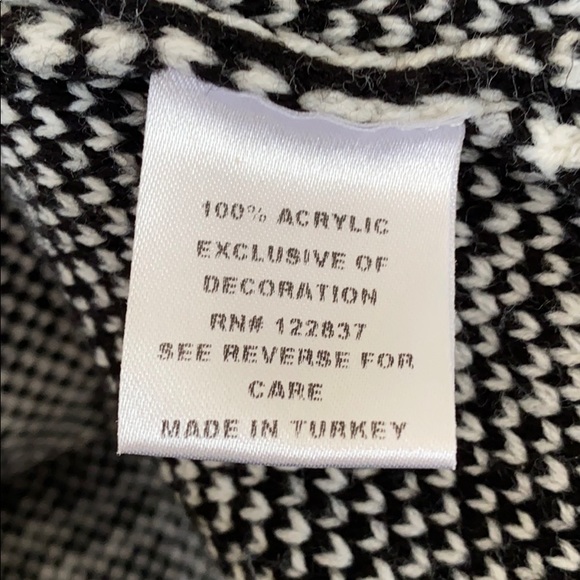 100% ACRYLIC
EXCLUSIVE OF
DECORATION
RN# 122837
SEE REVERSE FOR
CARE
MADE IN TURKEY